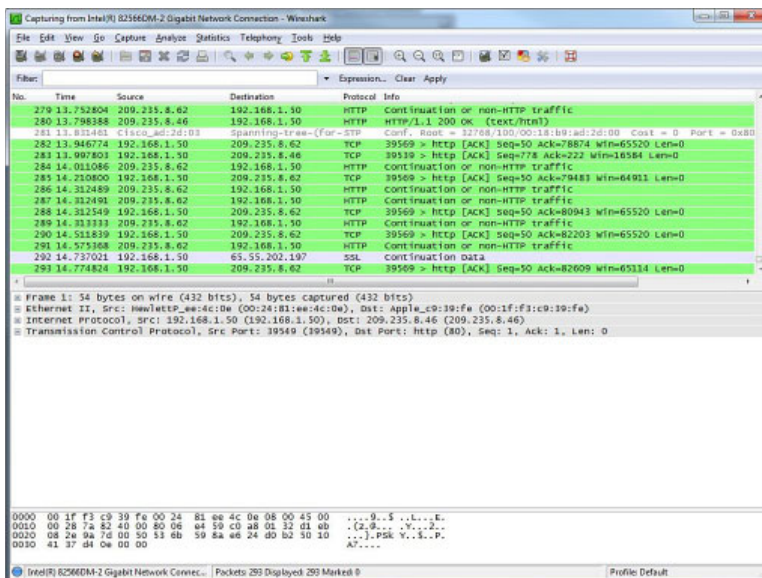 Capturing from Intel(R) 82566DM-2 Gigabit Network Connection - Wireshark
File Edit View Go Capture Analyze Statistics Telephony Tools Help
Filter: Expression... Clear Apply
No. Time Source Destination Protocol Info
279 13.752804 209.235.8.62 192.168.1.50 HTTP Continuation or non-HTTP traffic
280 13.798388 209.235.8.46 192.168.1.50 HTTP HTTP/1.1 200 OK (text/html)
281 13.831461 Cisco_ad:2d:03 Spanning-tree-(for- STP Conf. Root = 32768/100/00:18:b9:ad:2d:00 Cost = 0 Port = 0x80
282 13.946774 192.168.1.50 209.235.8.62 TCP 39569 > http [ACK] Seq=50 Ack=78874 Win=65520 Len=0
283 13.997803 192.168.1.50 209.235.8.46 TCP 39539 > http [ACK] Seq=778 Ack=222 Win=16584 Len=0
284 14.011086 209.235.8.62 192.168.1.50 HTTP Continuation or non-HTTP traffic
285 14.210800 192.168.1.50 209.235.8.62 TCP 39569 > http [ACK] Seq=50 Ack=79483 Win=64911 Len=0
286 14.312489 209.235.8.62 192.168.1.50 HTTP Continuation or non-HTTP traffic
287 14.312491 209.235.8.62 192.168.1.50 HTTP Continuation or non-HTTP traffic
288 14.312549 192.168.1.50 209.235.8.62 TCP 39569 > http [ACK] Seq=50 Ack=80943 Win=65520 Len=0
289 14.313333 209.235.8.62 192.168.1.50 HTTP Continuation or non-HTTP traffic
290 14.511839 192.168.1.50 209.235.8.62 TCP 39569 > http [ACK] Seq=50 Ack=82203 Win=65520 Len=0
291 14.575368 209.235.8.62 192.168.1.50 HTTP Continuation or non-HTTP traffic
292 14.737021 192.168.1.50 65.55.202.197 SSL Continuation Data
293 14.774824 192.168.1.50 209.235.8.62 TCP 39569 > http [ACK] Seq=50 Ack=82609 Win=65114 Len=0
Frame 1: 54 bytes on wire (432 bits), 54 bytes captured (432 bits)
Ethernet II, Src: HewlettP_ee:4c:0e (00:24:81:ee:4c:0e), Dst: Apple_c9:39:fe (00:1f:f3:c9:39:fe)
Internet Protocol, Src: 192.168.1.50 (192.168.1.50), Dst: 209.235.8.46 (209.235.8.46)
Transmission Control Protocol, Src Port: 39549 (39549), Dst Port: http (80), Seq: 1, Ack: 1, Len: 0
0000 00 1f f3 c9 39 fe 00 24 81 ee 4c 0e 08 00 45 00 ....9..$ ..L...E.
0010 00 28 7a 82 40 00 80 06 e4 59 c0 a8 01 32 d1 eb .(z.@... .Y...2..
0020 08 2e 9a 7d 00 50 53 6b 59 8a e6 24 d0 b2 50 10 ...}.PSk Y..$..P.
0030 41 37 d4 0e 00 00 A7....
Intel(R) 82566DM-2 Gigabit Network Connec... Packets: 293 Displayed: 293 Marked: 0 Profile: Default